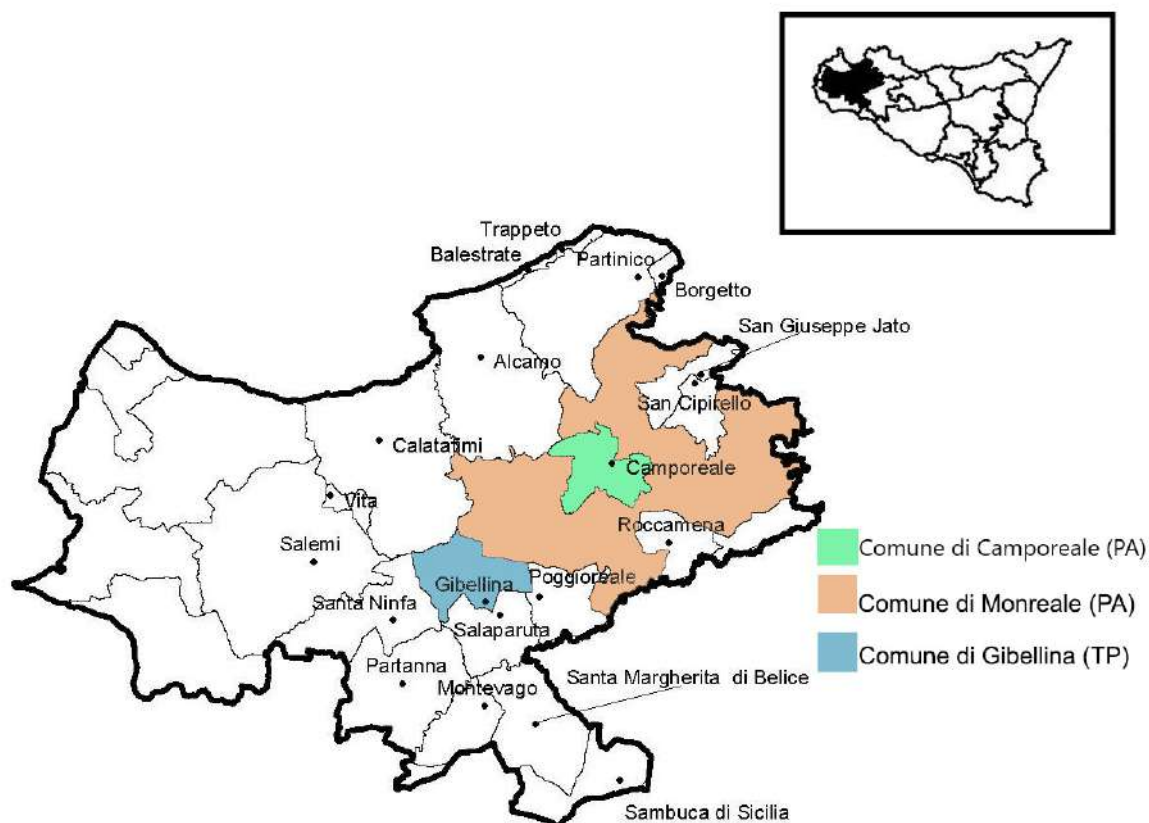 Trappeto
Balestrate
Partinico
Borgetto
San Giuseppe Jato
Alcamo
San Cipirello
Calatafimi
Camporeale
Vita
Roccamena
Salemi
Comune di Camporeale (PA)
Gibellina
Poggioreale
Santa Ninfa
Comune di Monreale (PA)
Salaparuta
Comune di Gibellina (TP)
Partanna
Santa Margherita di Belice
Montevago
Sambuca di Sicilia